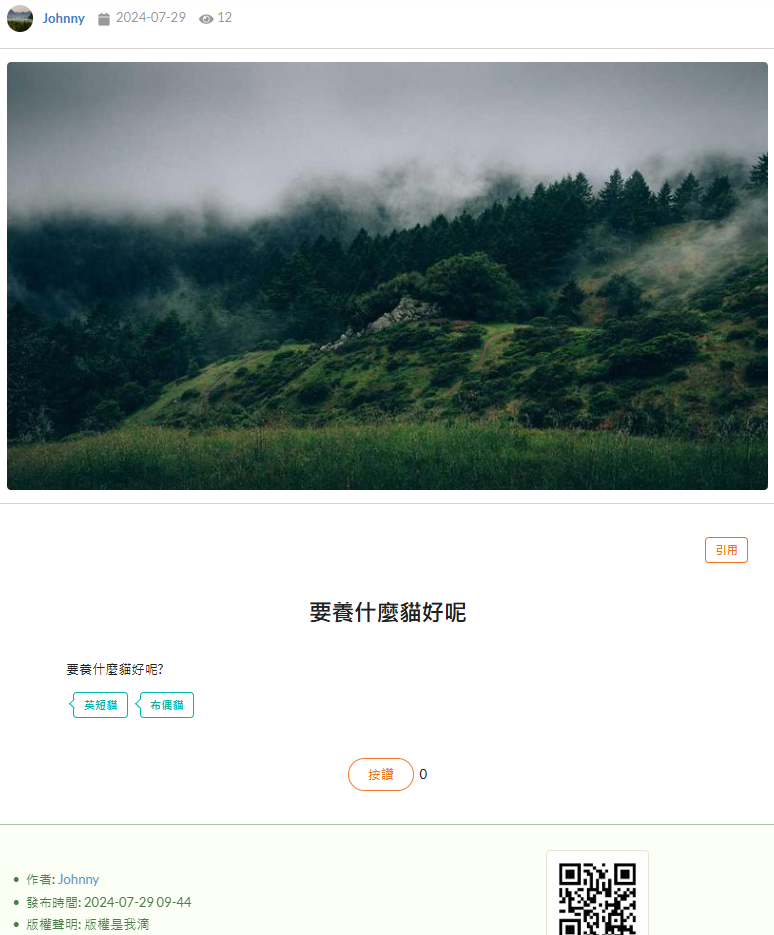 Johnny 2024-07-29 12
引用
要養什麼貓好呢
要養什麼貓好呢?
英短貓 布偶貓
按讚 0
作者: Johnny
發布時間: 2024-07-29 09-44
版權聲明: 版權是我滴